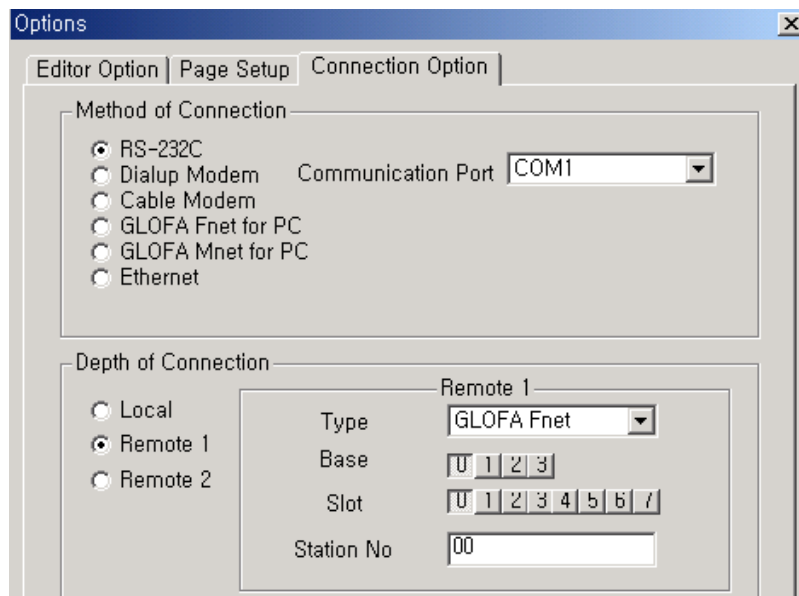 Options
Editor Option Page Setup Connection Option
Method of Connection
RS-232C
Dialup Modem Communication Port COM1
Cable Modem
GLOFA Fnet for PC
GLOFA Mnet for PC
Ethernet
Depth of Connection
Remote 1
Local
Type GLOFA Fnet
Remote 1
Base 0 1 2 3
Remote 2
Slot 0 1 2 3 4 5 6 7
Station No 00